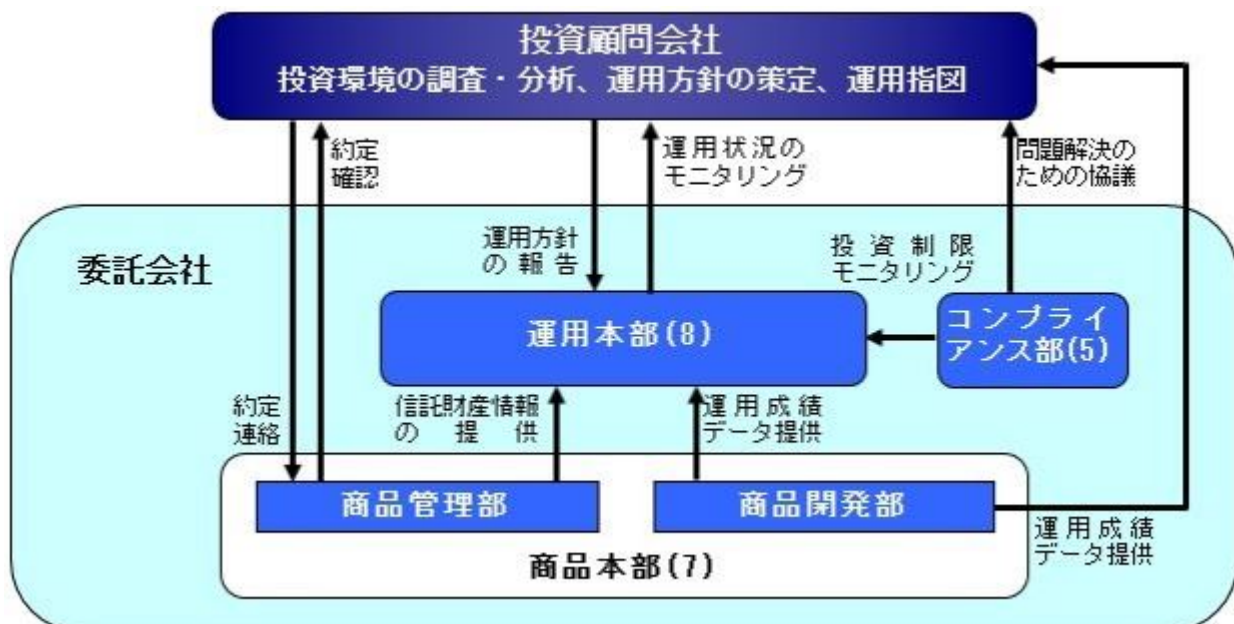 投資顧問会社
投資環境の調査・分析、運用方針の策定、運用指図
約定
確認
運用状況の
モニタリング
問題解決の
ための協議
委託会社
運用方針
の報告
投資制限
モニタリング
運用本部(8)
コンプライ
アンス部(5)
約定
連絡
信託財産情報
の提供
運用成績
データ提供
商品管理部
商品開発部
運用成績
データ提供
商品本部(7)